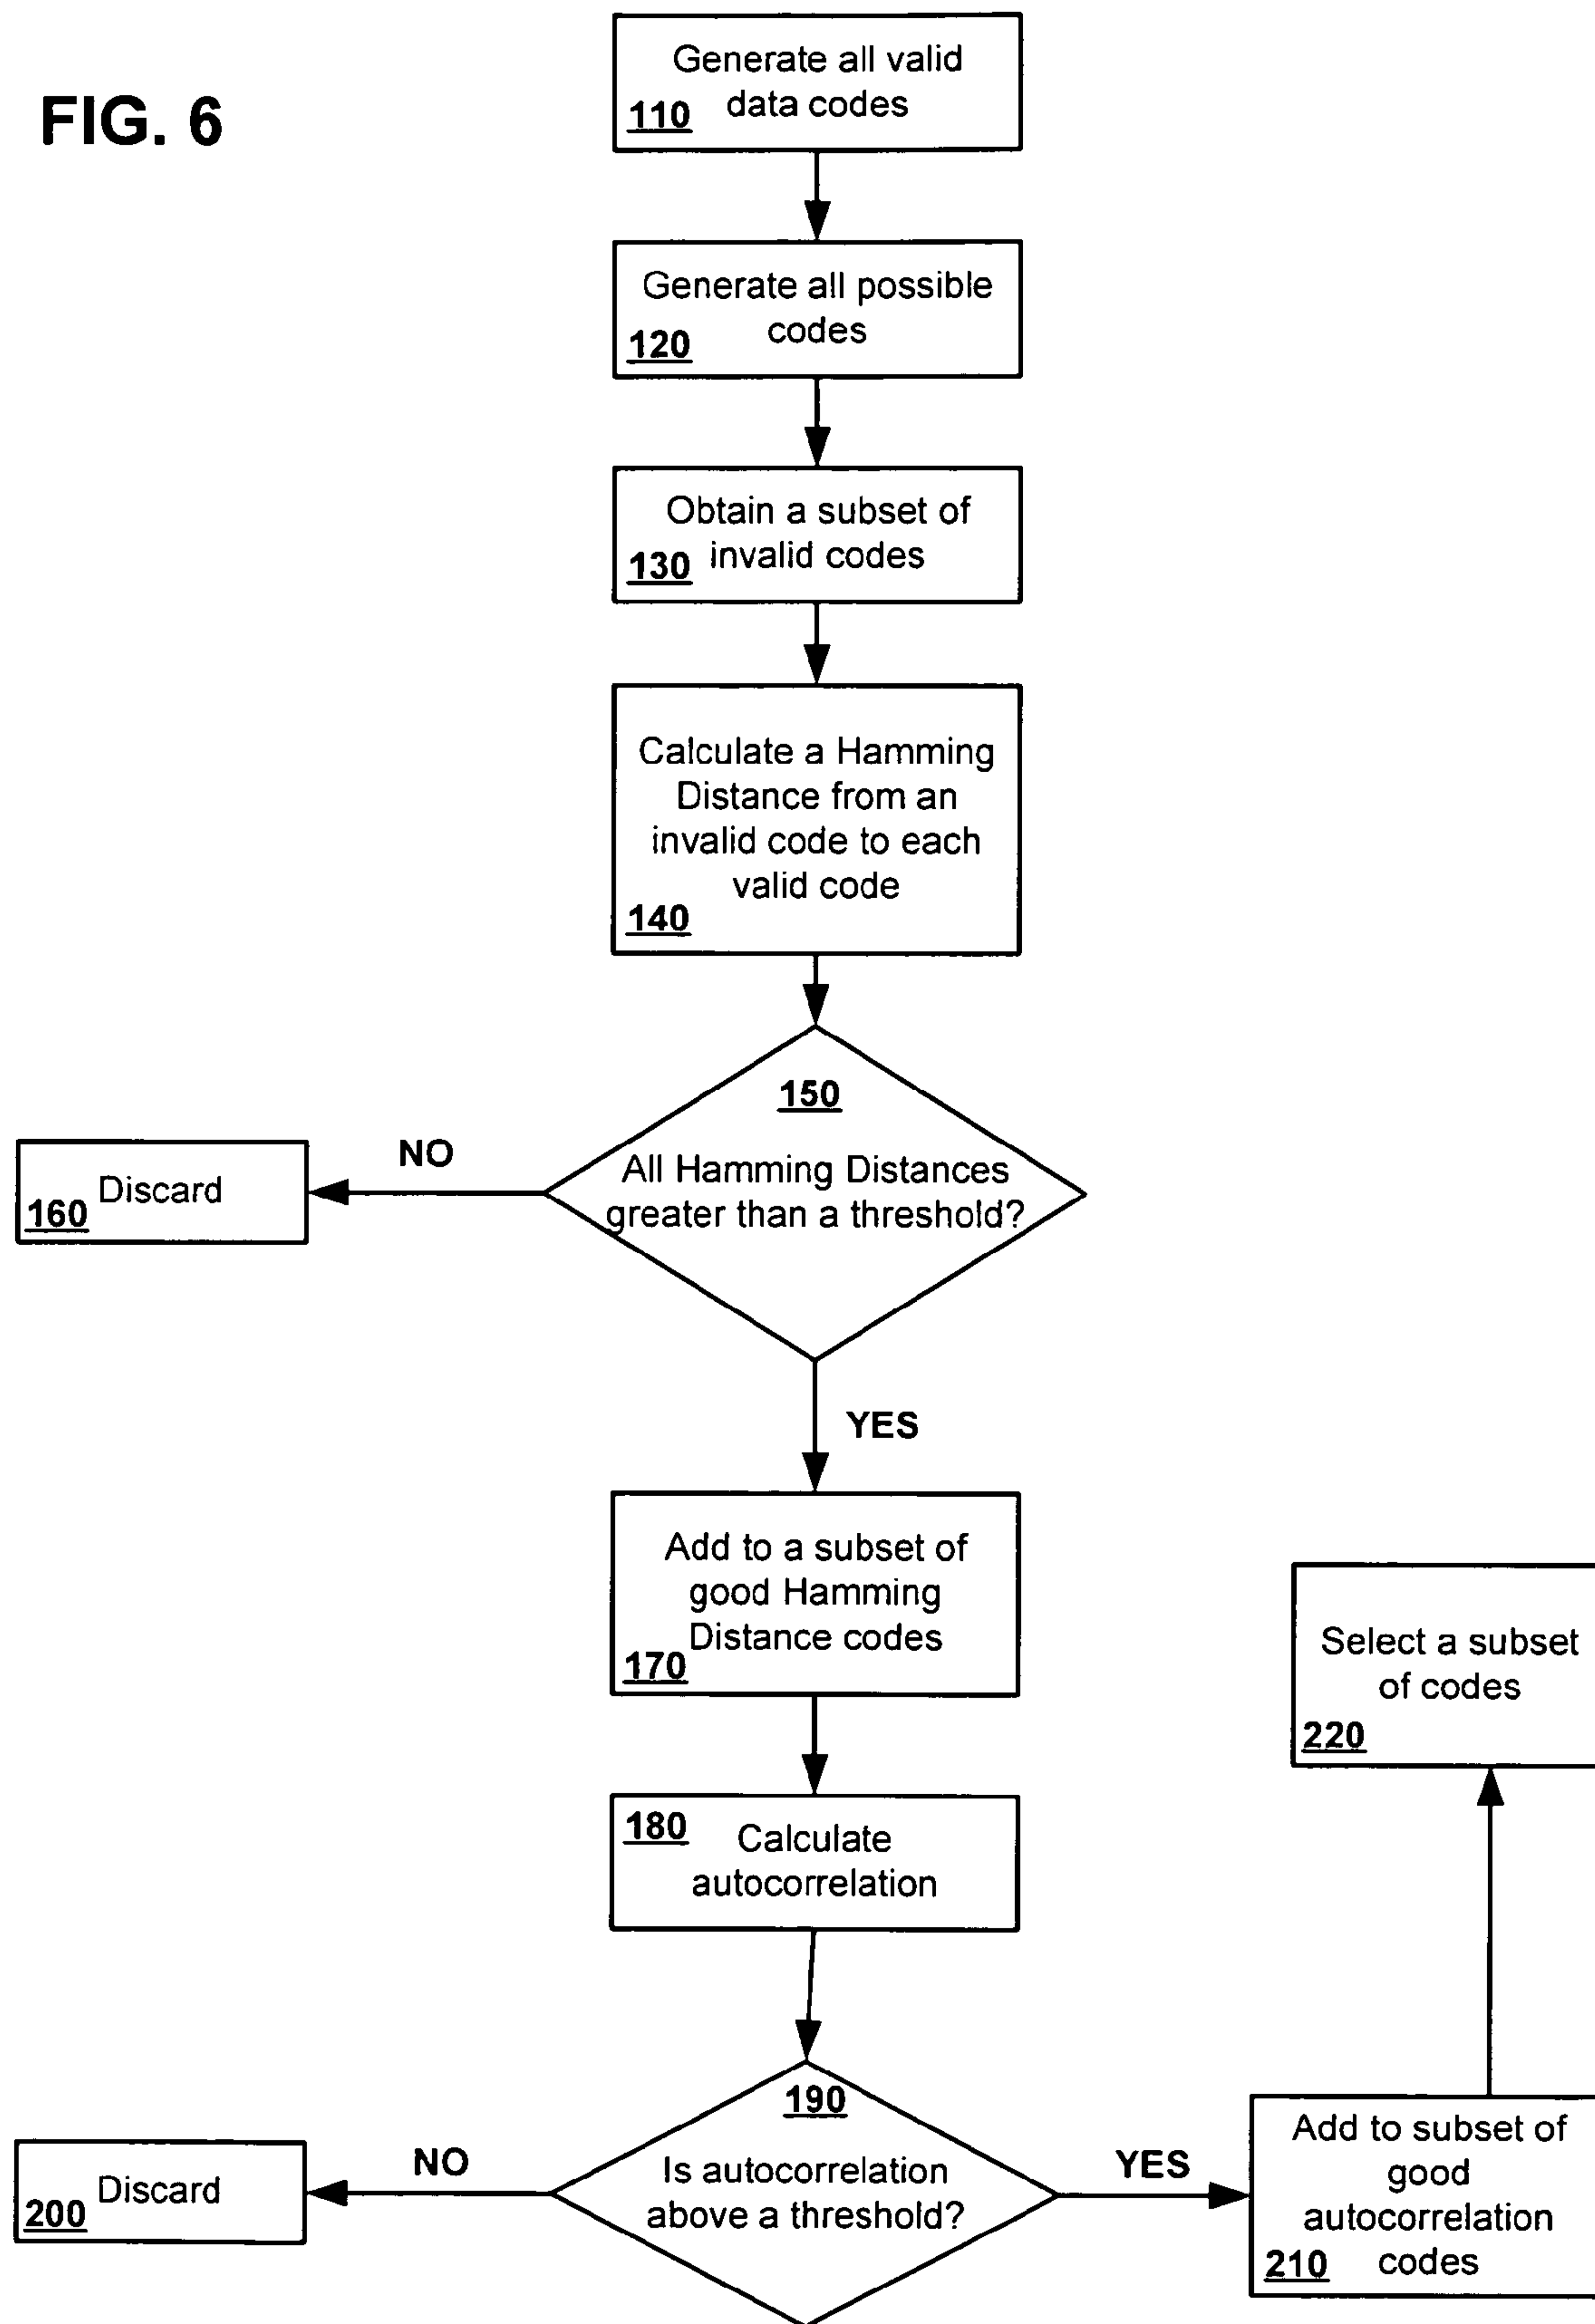 FIG. 6
Generate all valid
data codes
110
Generate all possible
codes
120
Obtain a subset of
invalid codes
130
Calculate a Hamming
Distance from an
invalid code to each
valid code
140
150
All Hamming Distances
greater than a threshold?
NO
Discard
160
YES
Add to a subset of
good Hamming
Distance codes
170
180
Calculate
autocorrelation
190
Is autocorrelation
above a threshold?
NO
Discard
200
YES
Add to subset of
good
autocorrelation
codes
210
Select a subset
of codes
220